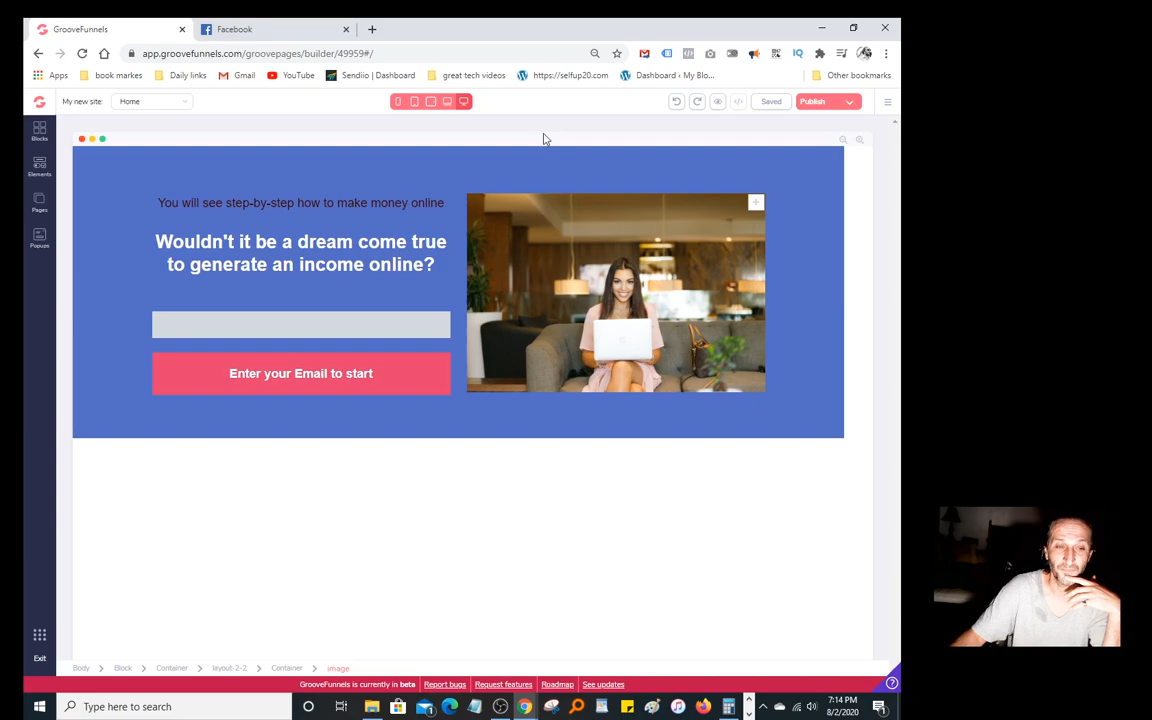 GrooveFunnels
Facebook
app.groovefunnels.com/groovepages/builder/49959#/
Apps
book markes
Daily links
Gmail
YouTube
Sendiio | Dashboard
great tech videos
https://selfup20.com
Dashboard ‹ My Blo...
Other bookmarks
My new site:
Home
Saved
Publish
Blocks
Elements
Pages
Popups
You will see step-by-step how to make money online
Wouldn't it be a dream come true
to generate an income online?
Enter your Email to start
Exit
Body
Block
Container
layout-2-2
Container
image
GrooveFunnels is currently in beta
Report bugs
Request features
Roadmap
See updates
Type here to search
7:14 PM
8/2/2020